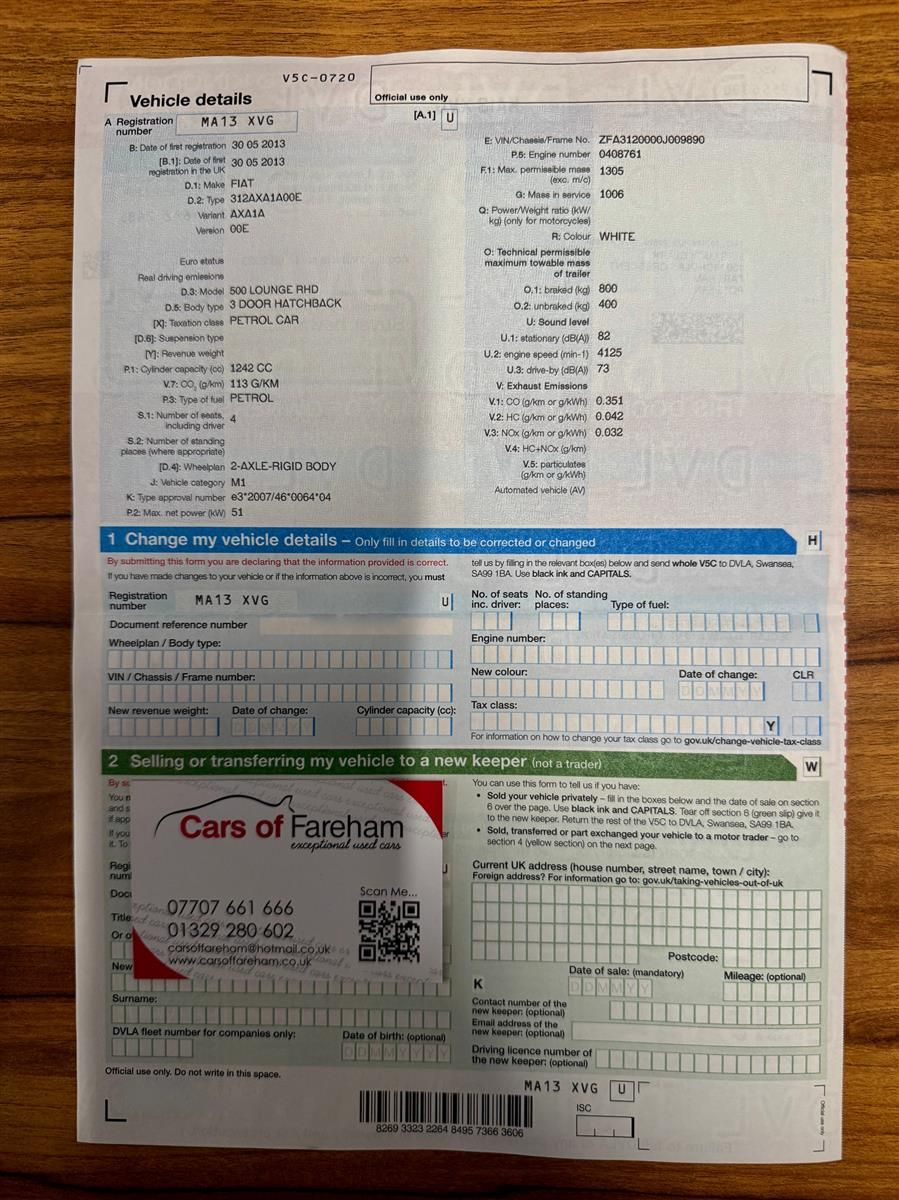 V5C-0720
Official use only
Vehicle details
A Registration number MA13 XVG
[A.1] U
B: Date of first registration 30 05 2013
[B.1]: Date of first registration in the UK 30 05 2013
D.1: Make FIAT
D.2: Type 312AXA1A00E
Variant AXA1A
Version 00E
Euro status
Real driving emissions
D.3: Model 500 LOUNGE RHD
D.5: Body type 3 DOOR HATCHBACK
[X]: Taxation class PETROL CAR
[D.6]: Suspension type
[Y]: Revenue weight
P.1: Cylinder capacity (cc) 1242 CC
V.7: CO2 (g/km) 113 G/KM
P.3: Type of fuel PETROL
S.1: Number of seats, including driver 4
S.2: Number of standing places (where appropriate)
[D.4]: Wheelplan 2-AXLE-RIGID BODY
J: Vehicle category M1
K: Type approval number e3*2007/46*0064*04
P.2: Max. net power (kW) 51
E: VIN/Chassis/Frame No. ZFA3120000J009890
P.5: Engine number 0408761
F.1: Max. permissible mass (exc. m/c) 1305
G: Mass in service 1006
Q: Power/Weight ratio (kW/kg) (only for motorcycles)
R: Colour WHITE
O: Technical permissible maximum towable mass of trailer
O.1: braked (kg) 800
O.2: unbraked (kg) 400
U: Sound level
U.1: stationary (dB(A)) 82
U.2: engine speed (min-1) 4125
U.3: drive-by (dB(A)) 73
V: Exhaust Emissions
V.1: CO (g/km or g/kWh) 0.351
V.2: HC (g/km or g/kWh) 0.042
V.3: NOx (g/km or g/kWh) 0.032
V.4: HC+NOx (g/km)
V.5: particulates (g/km or g/kWh)
Automated vehicle (AV)
1 Change my vehicle details – Only fill in details to be corrected or changed H
By submitting this form you are declaring that the information provided is correct.
If you have made changes to your vehicle or if the information above is incorrect, you must
tell us by filling in the relevant box(es) below and send whole V5C to DVLA, Swansea,
SA99 1BA. Use black ink and CAPITALS.
Registration number MA13 XVG U
Document reference number
Wheelplan / Body type:
VIN / Chassis / Frame number:
New revenue weight: Date of change: Cylinder capacity (cc):
DDMMYY
No. of seats inc. driver: No. of standing places: Type of fuel:
Engine number:
New colour: Date of change: CLR
DDMMYY
Tax class:
Y
For information on how to change your tax class go to gov.uk/change-vehicle-tax-class
2 Selling or transferring my vehicle to a new keeper (not a trader) W
By
You
and
if
If you
it. To
Title
Or
New
Cars of Fareham
exceptional used cars
Scan Me...
07707 661 666
01329 280 602
carsoffareham@hotmail.co.uk
www.carsoffareham.co.uk
Surname:
DVLA fleet number for companies only: Date of birth: (optional)
DDMMYYYY
You can use this form to tell us if you have:
• Sold your vehicle privately – fill in the boxes below and the date of sale on section
6 over the page. Use black ink and CAPITALS. Tear off section 6 (green slip) give it
to the new keeper. Return the rest of the V5C to DVLA, Swansea, SA99 1BA.
• Sold, transferred or part exchanged your vehicle to a motor trader – go to
section 4 (yellow section) on the next page.
Current UK address (house number, street name, town / city):
Foreign address? For information go to: gov.uk/taking-vehicles-out-of-uk
Postcode:
Date of sale: (mandatory) Mileage: (optional)
K DDMMYY
Contact number of the new keeper: (optional)
Email address of the new keeper: (optional)
Driving licence number of the new keeper: (optional)
Official use only. Do not write in this space.
MA13 XVG U
ISC
8269 3323 2264 8495 7366 3606
Official use only